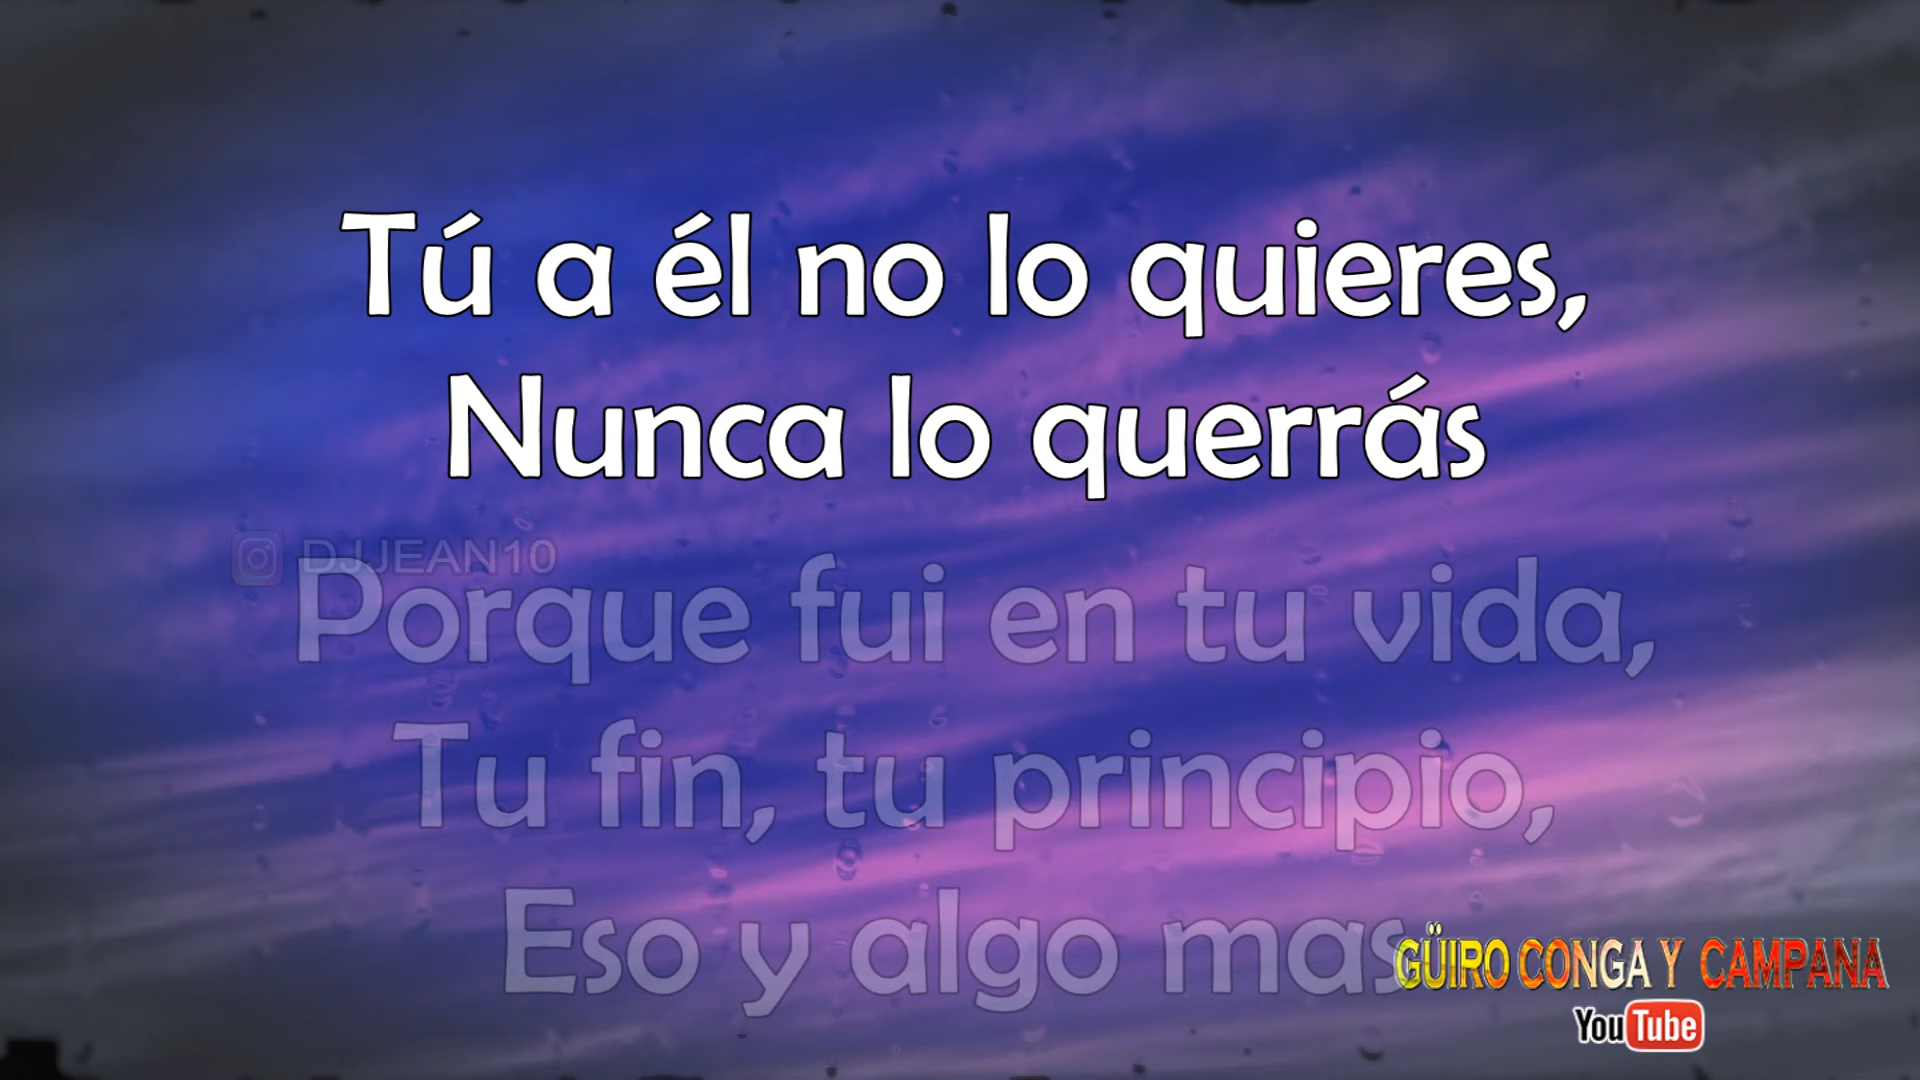 Tú a él no lo quieres,
Nunca lo querrás
DJJEAN10
Porque fui en tu vida,
Tu fin, tu principio,
Eso y algo mas
GÜIRO CONGA Y CAMPANA
YouTube